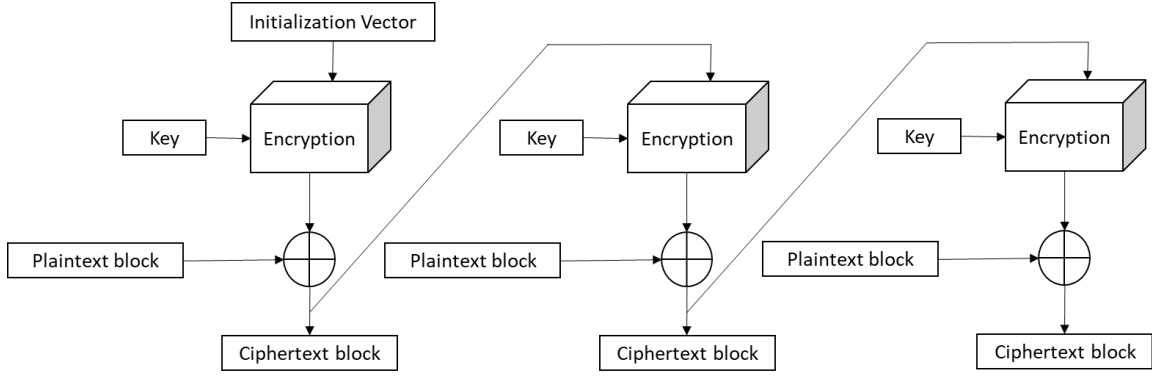 Initialization Vector
Key
Encryption
Key
Encryption
Key
Encryption
Plaintext block
Plaintext block
Plaintext block
Ciphertext block
Ciphertext block
Ciphertext block